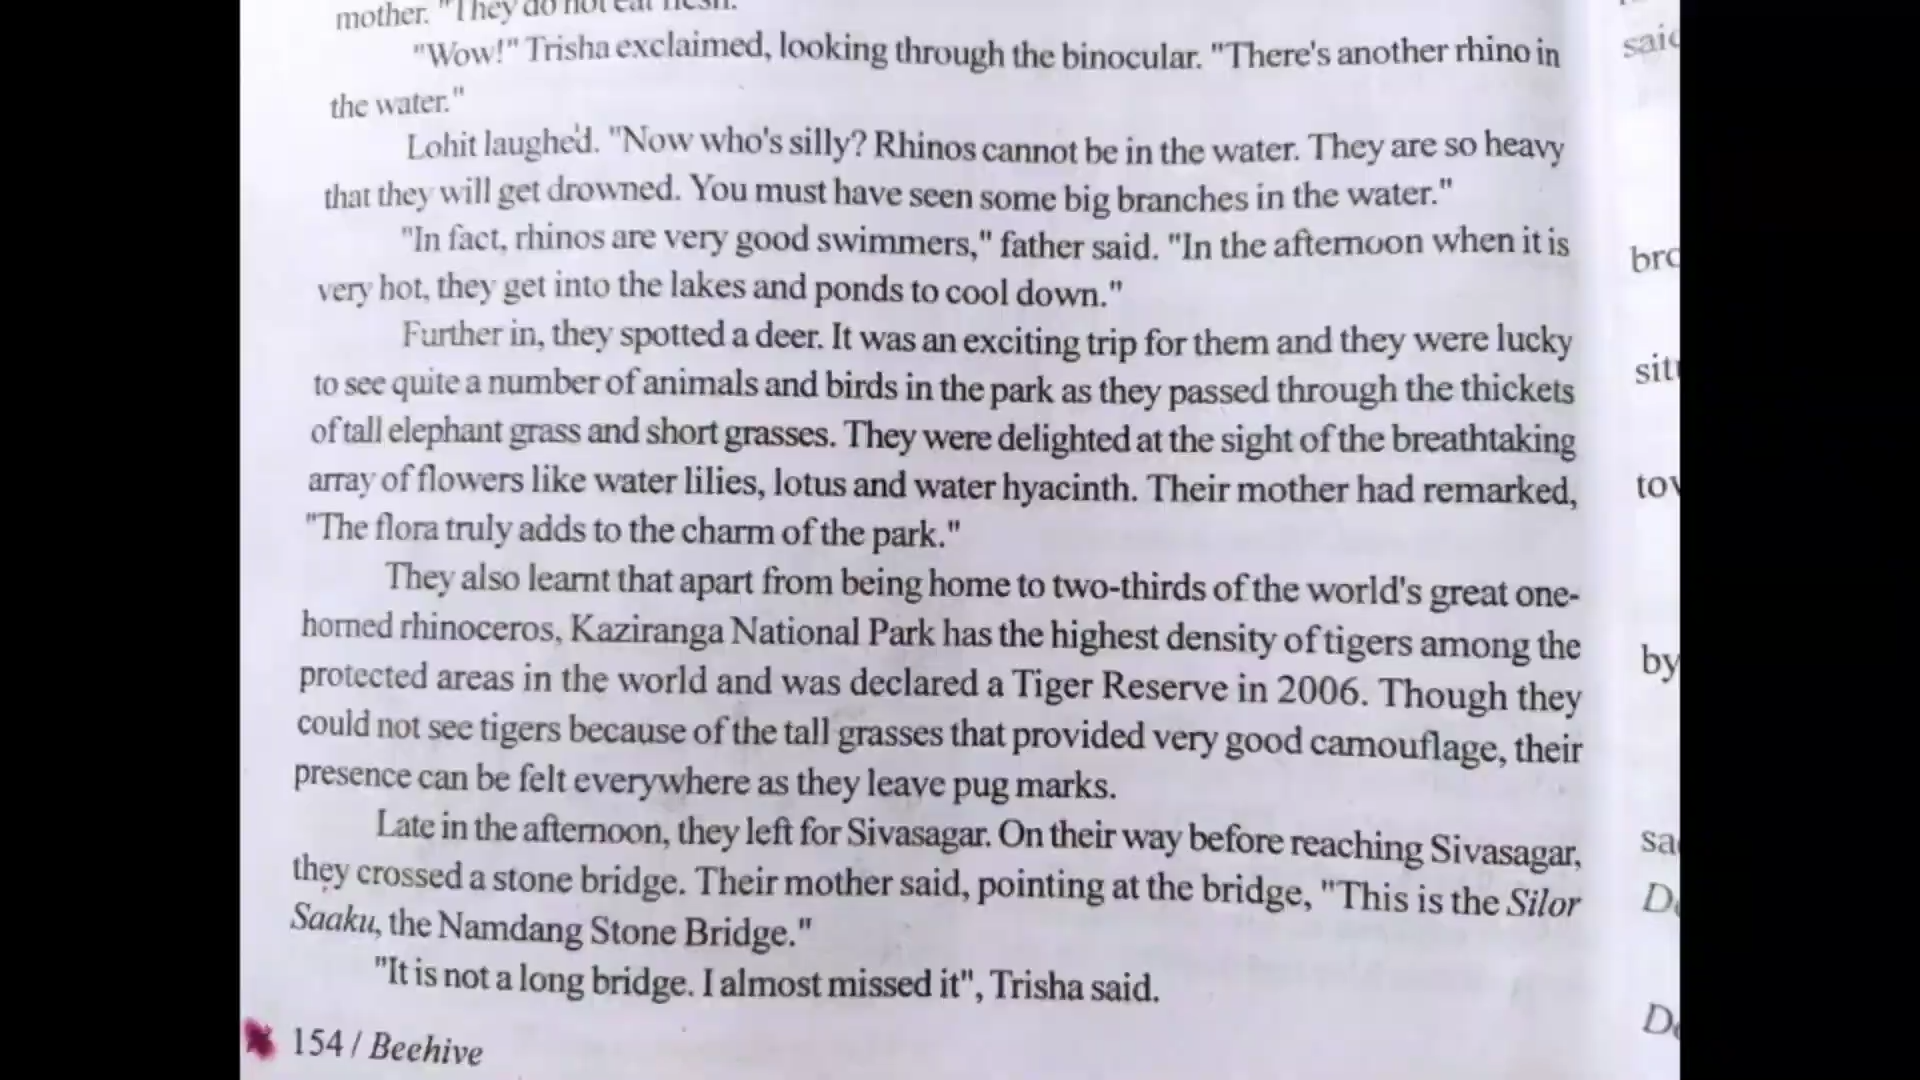 mother. "They do not eat flesh."
"Wow!" Trisha exclaimed, looking through the binocular. "There's another rhino in
the water."
Lohit laughed. "Now who's silly? Rhinos cannot be in the water. They are so heavy
that they will get drowned. You must have seen some big branches in the water."
"In fact, rhinos are very good swimmers," father said. "In the afternoon when it is
very hot, they get into the lakes and ponds to cool down."
Further in, they spotted a deer. It was an exciting trip for them and they were lucky
to see quite a number of animals and birds in the park as they passed through the thickets
of tall elephant grass and short grasses. They were delighted at the sight of the breathtaking
array of flowers like water lilies, lotus and water hyacinth. Their mother had remarked,
"The flora truly adds to the charm of the park."
They also learnt that apart from being home to two-thirds of the world's great one-
horned rhinoceros, Kaziranga National Park has the highest density of tigers among the
protected areas in the world and was declared a Tiger Reserve in 2006. Though they
could not see tigers because of the tall grasses that provided very good camouflage, their
presence can be felt everywhere as they leave pug marks.
Late in the afternoon, they left for Sivasagar. On their way before reaching Sivasagar,
they crossed a stone bridge. Their mother said, pointing at the bridge, "This is the Silor
Saaku, the Namdang Stone Bridge."
"It is not a long bridge. I almost missed it", Trisha said.
154 / Beehive
by